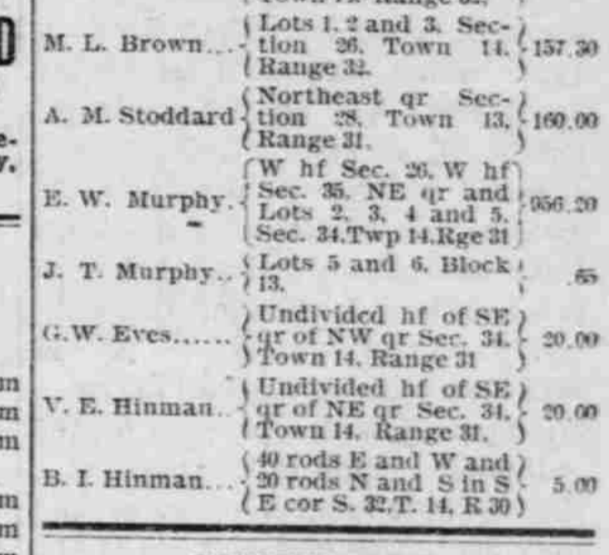 M. L. Brown... Lots 1, 2 and 3, Sec-
tion 26, Town 14, 157.30
Range 32.
A. M. Stoddard Northeast qr Sec-
tion 28, Town 13, 160.00
Range 31.
W hf Sec. 26, W hf
E. W. Murphy. Sec. 35, NE qr and
Lots 2, 3, 4 and 5, 956.20
Sec. 34, Twp 14, Rge 31
J. T. Murphy.. Lots 5 and 6, Block
13. .65
Undivided hf of SE
G.W. Eves...... qr of NW qr Sec. 34, 20.00
Town 14, Range 31
Undivided hf of SE
V. E. Hinman.. qr of NE qr Sec. 34, 20.00
Town 14, Range 31.
40 rods E and W and
B. I. Hinman... 20 rods N and S in S 5.00
E cor S. 32, T. 14, R 30